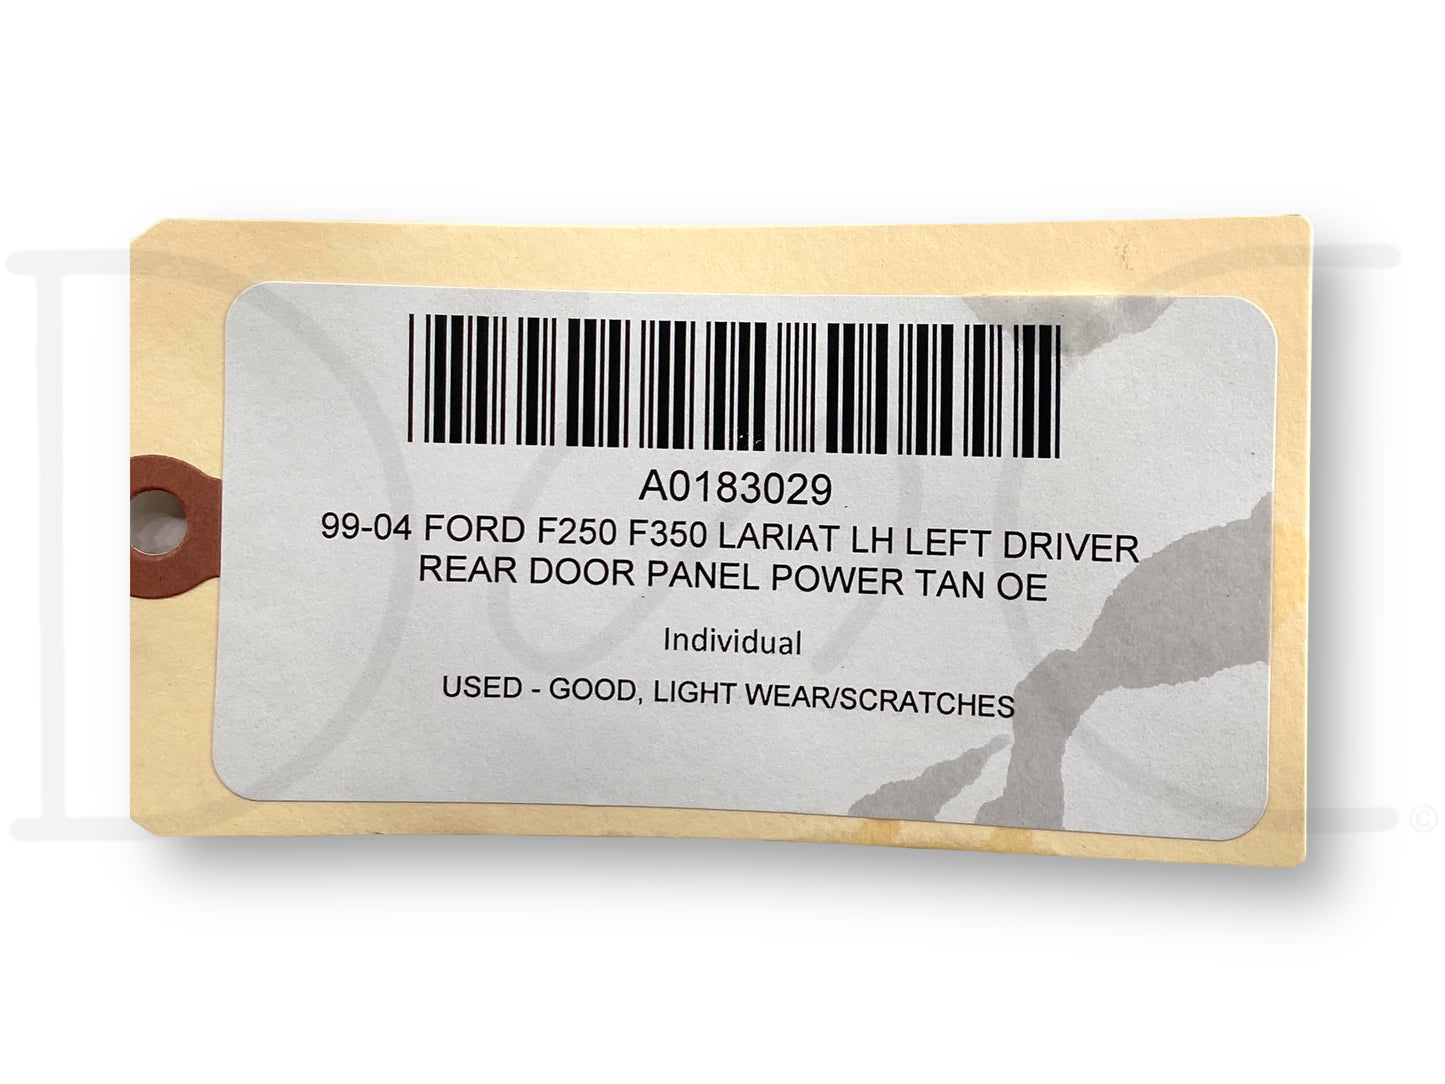 A0183029
99-04 FORD F250 F350 LARIAT LH LEFT DRIVER
REAR DOOR PANEL POWER TAN OE
Individual
USED - GOOD, LIGHT WEAR/SCRATCHES
©